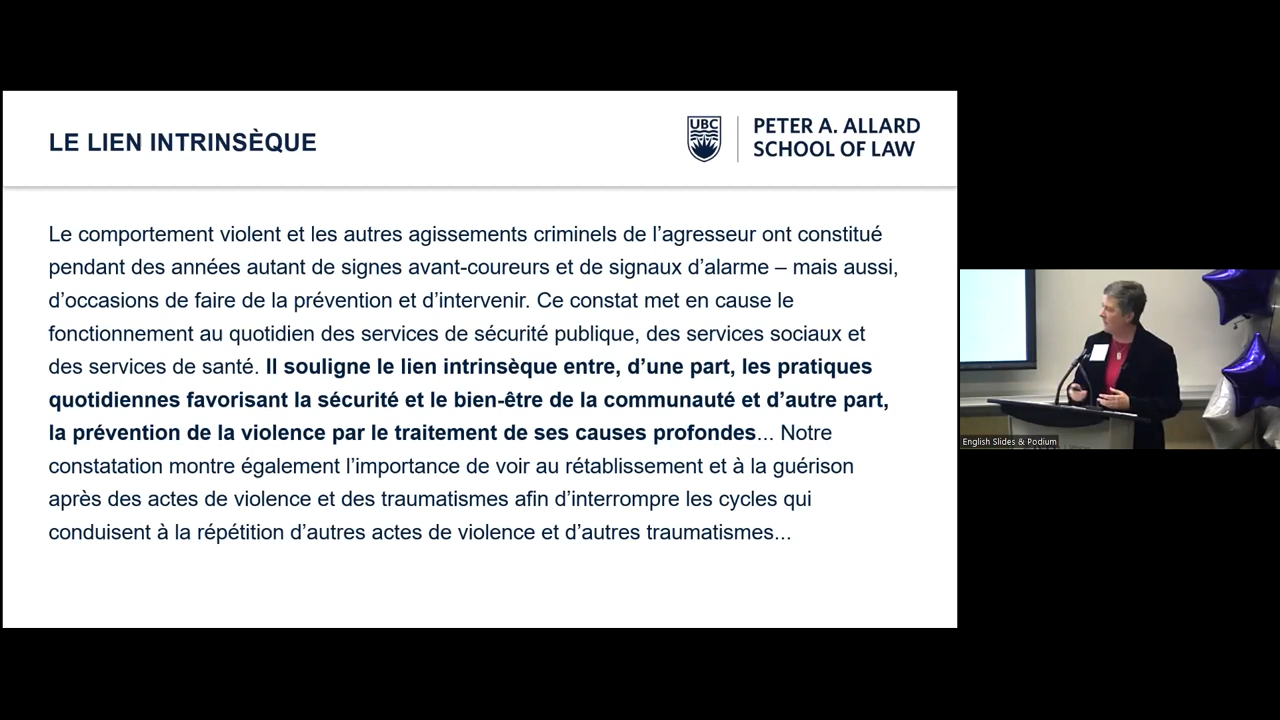 LE LIEN INTRINSÈQUE
UBC
PETER A. ALLARD
SCHOOL OF LAW
Le comportement violent et les autres agissements criminels de l’agresseur ont constitué
pendant des années autant de signes avant-coureurs et de signaux d’alarme – mais aussi,
d’occasions de faire de la prévention et d’intervenir. Ce constat met en cause le
fonctionnement au quotidien des services de sécurité publique, des services sociaux et
des services de santé. Il souligne le lien intrinsèque entre, d’une part, les pratiques
quotidiennes favorisant la sécurité et le bien-être de la communauté et d’autre part,
la prévention de la violence par le traitement de ses causes profondes... Notre
constatation montre également l’importance de voir au rétablissement et à la guérison
après des actes de violence et des traumatismes afin d’interrompre les cycles qui
conduisent à la répétition d’autres actes de violence et d’autres traumatismes...
English Slides & Podium